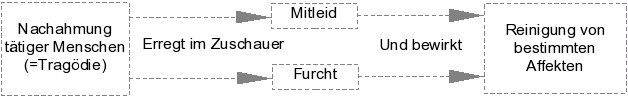 Nachahmung
tätiger Menschen
(=Tragödie)
Erregt im Zuschauer
Mitleid
Furcht
Und bewirkt
Reinigung von
bestimmten
Affekten